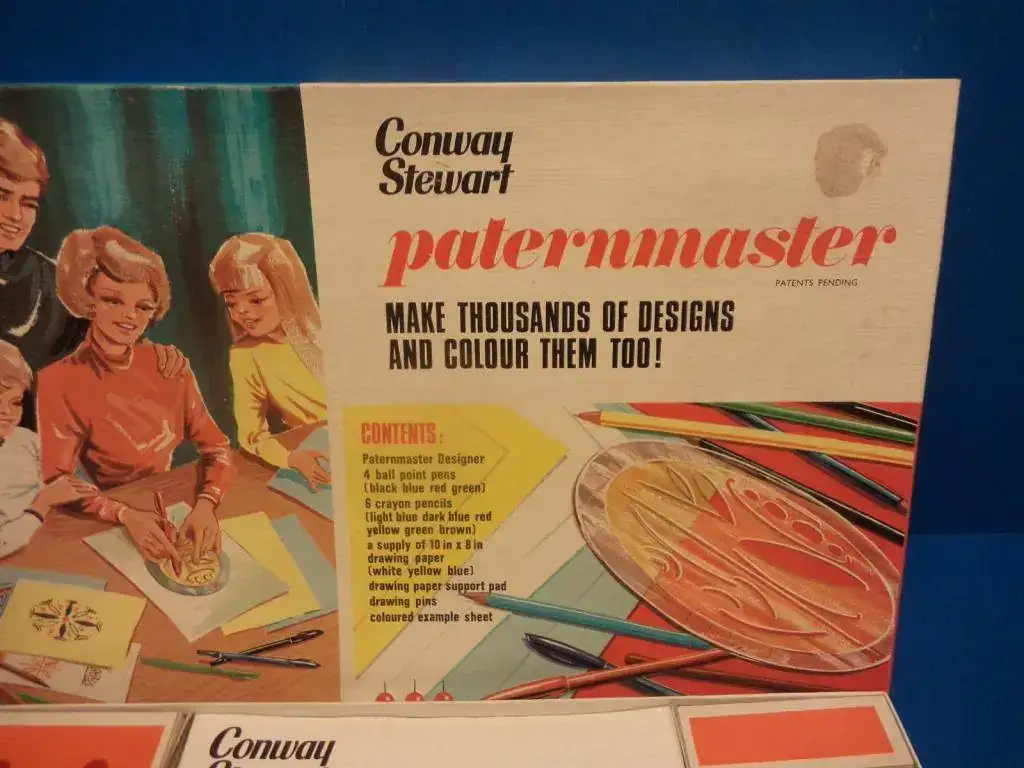 Conway
Stewart
paternmaster
PATENTS PENDING
MAKE THOUSANDS OF DESIGNS
AND COLOUR THEM TOO!
CONTENTS:
Paternmaster Designer
4 ball point pens
(black blue red green)
6 crayon pencils
(light blue dark blue red
yellow green brown)
a supply of 10 in x 8 in
drawing paper
(white yellow blue)
drawing paper support pad
drawing pins
coloured example sheet
Conway